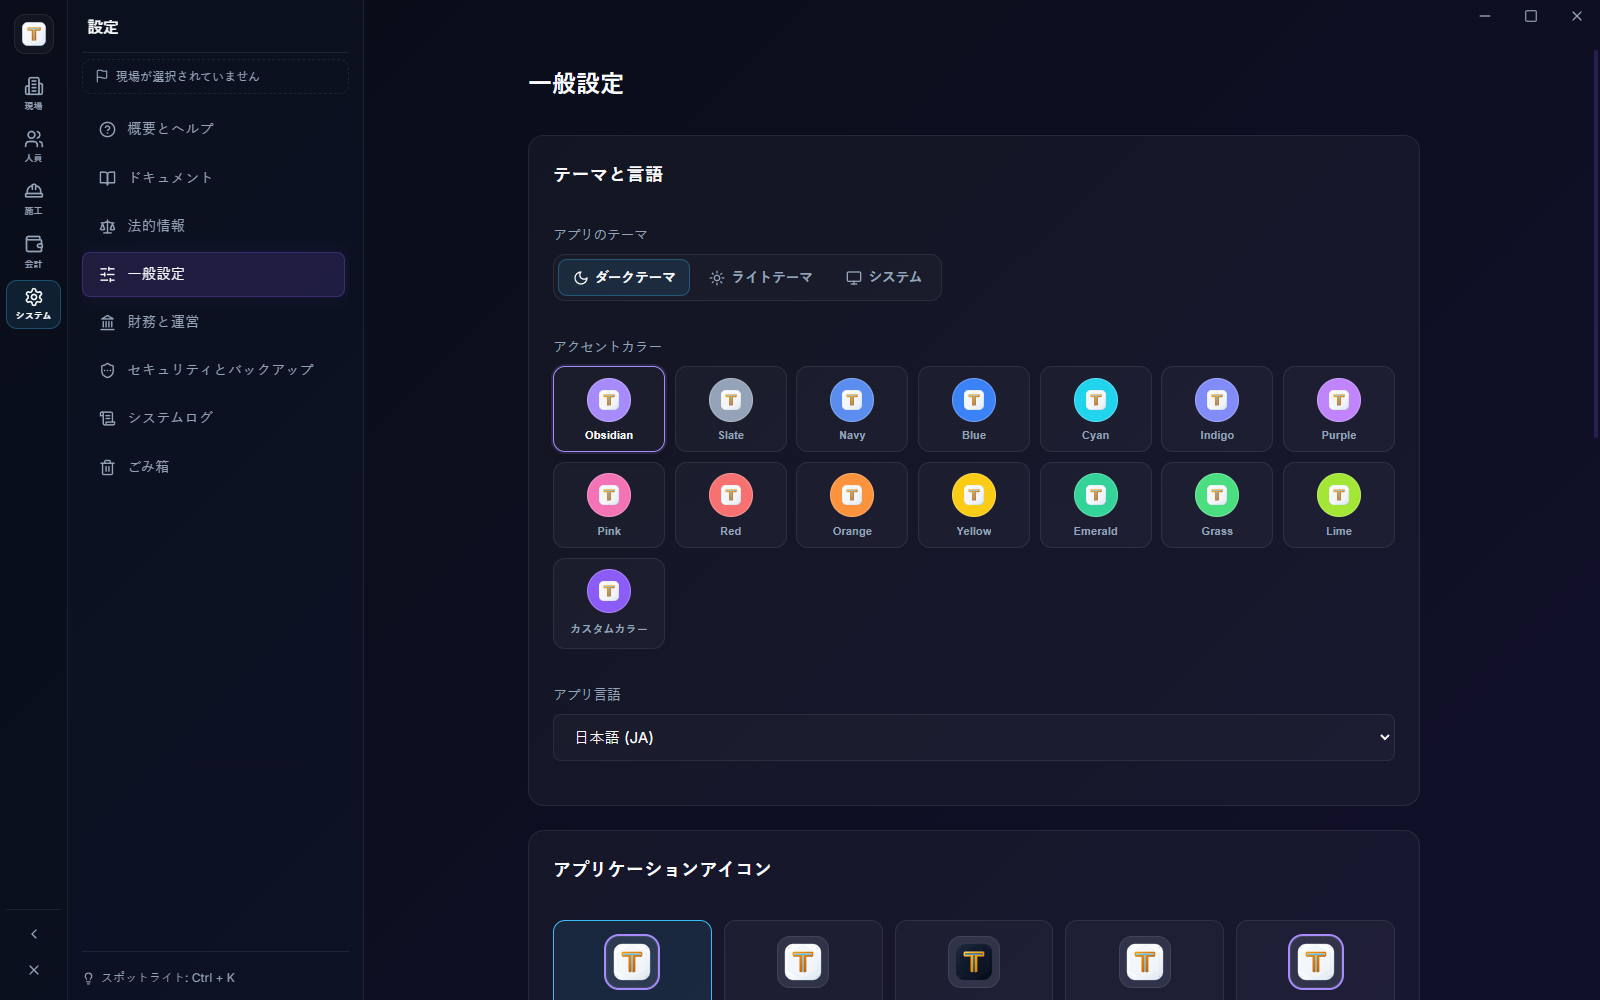 現場
人員
施工
会計
システム
設定
現場が選択されていません
概要とヘルプ
ドキュメント
法的情報
一般設定
財務と運営
セキュリティとバックアップ
システムログ
ごみ箱
スポットライト: Ctrl + K
一般設定
テーマと言語
アプリのテーマ
ダークテーマ ライトテーマ システム
アクセントカラー
Obsidian Slate Navy Blue Cyan Indigo Purple
Pink Red Orange Yellow Emerald Grass Lime
カスタムカラー
アプリ言語
日本語 (JA)
アプリケーションアイコン